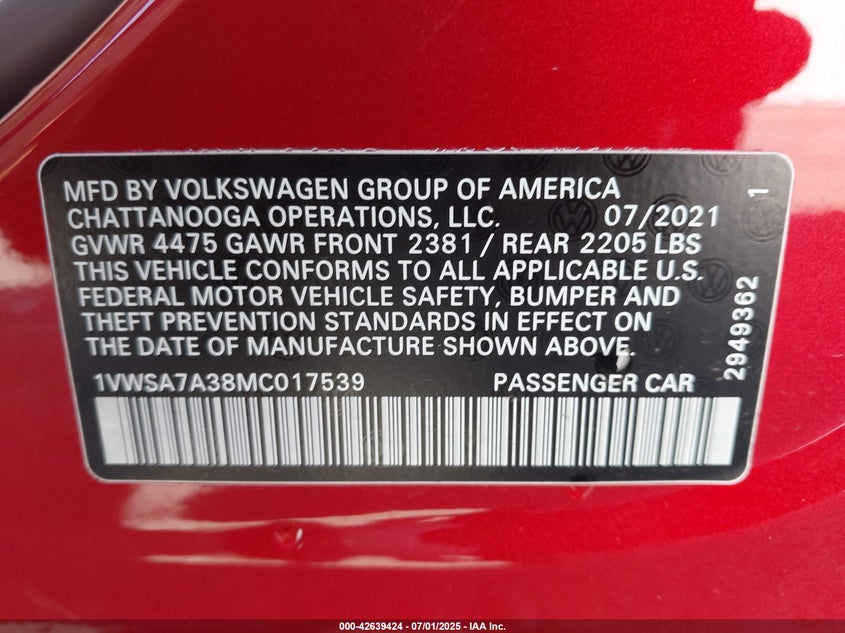 MFD BY VOLKSWAGEN GROUP OF AMERICA
CHATTANOOGA OPERATIONS, LLC. 07/2021
GVWR 4475 GAWR FRONT 2381 / REAR 2205 LBS
THIS VEHICLE CONFORMS TO ALL APPLICABLE U.S.
FEDERAL MOTOR VEHICLE SAFETY, BUMPER AND
THEFT PREVENTION STANDARDS IN EFFECT ON
THE DATE OF MANUFACTURE SHOWN ABOVE.
1VWSA7A38MC017539 PASSENGER CAR
2949362 1
000-42639424 - 07/01/2025 - IAA Inc.